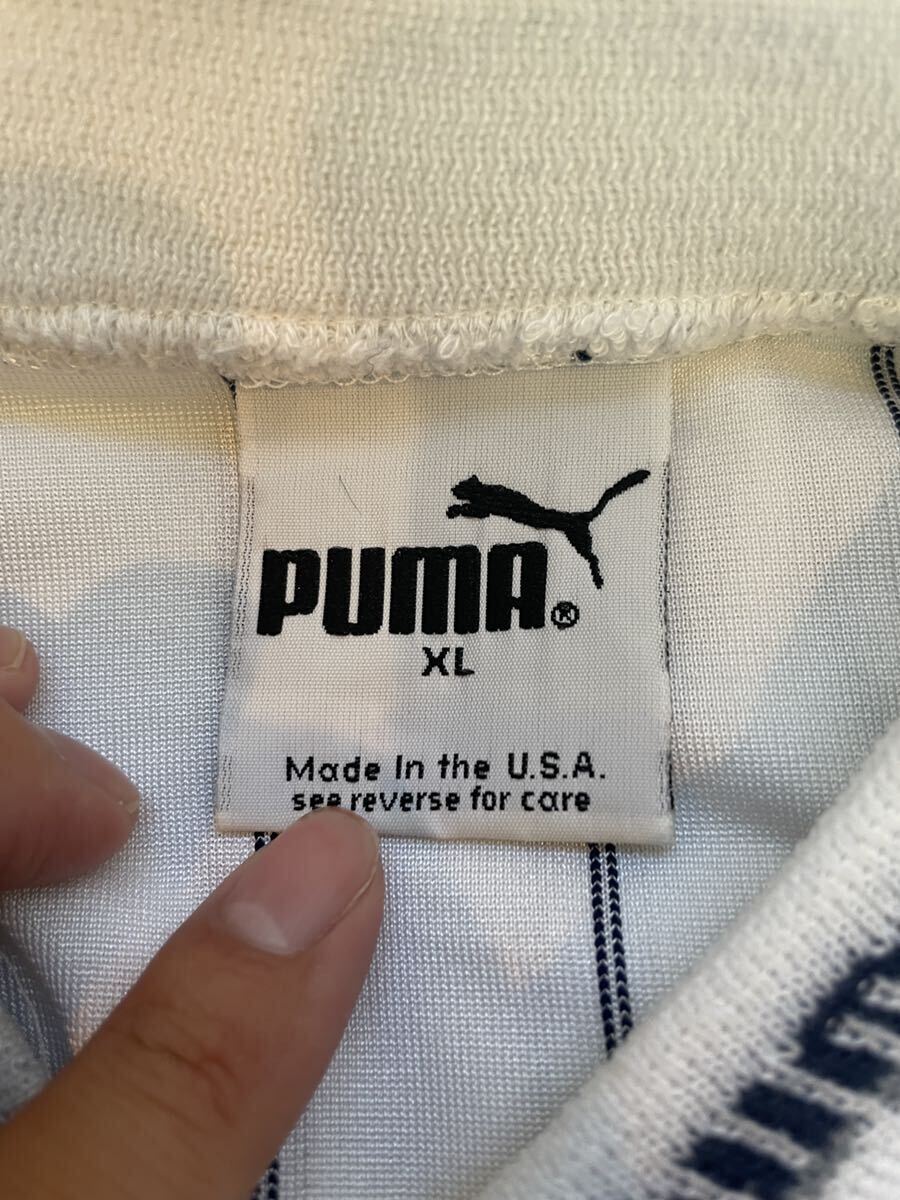 PUMA®
XL
Made In the U.S.A.
see reverse for care